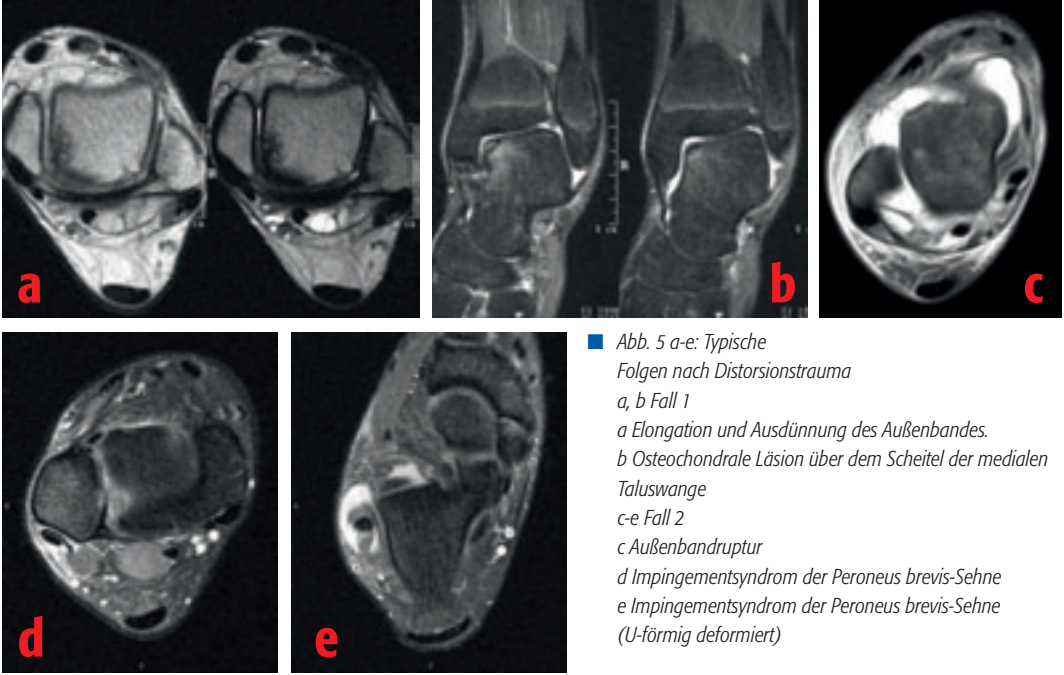 a
b
c
d
e
■ Abb. 5 a-e: Typische
Folgen nach Distorsionstrauma
a, b Fall 1
a Elongation und Ausdünnung des Außenbandes.
b Osteochondrale Läsion über dem Scheitel der medialen
Taluswange
c-e Fall 2
c Außenbandruptur
d Impingementsyndrom der Peroneus brevis-Sehne
e Impingementsyndrom der Peroneus brevis-Sehne
(U-förmig deformiert)